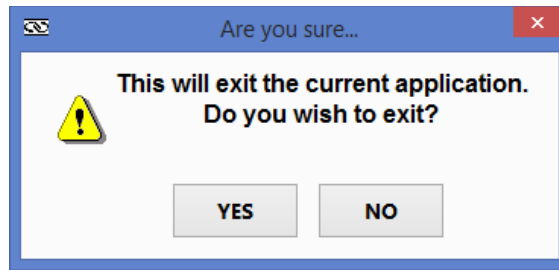 Are you sure...
This will exit the current application.
Do you wish to exit?
YES
NO